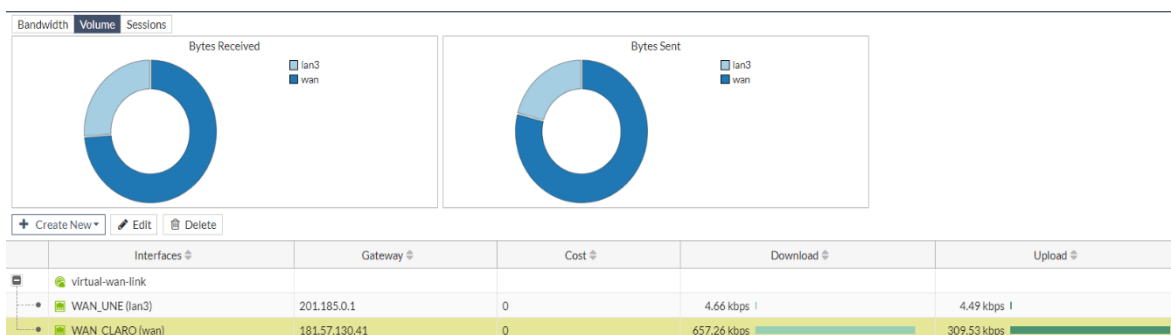 Bandwidth Volume Sessions
Bytes Received
lan3
wan
Bytes Sent
lan3
wan
+ Create New Edit Delete
Interfaces Gateway Cost Download Upload
virtual-wan-link
WAN_UNE (lan3) 201.185.0.1 0 4.66 kbps 4.49 kbps
WAN_CLARO (wan) 181.57.130.41 0 657.26 kbps 309.53 kbps